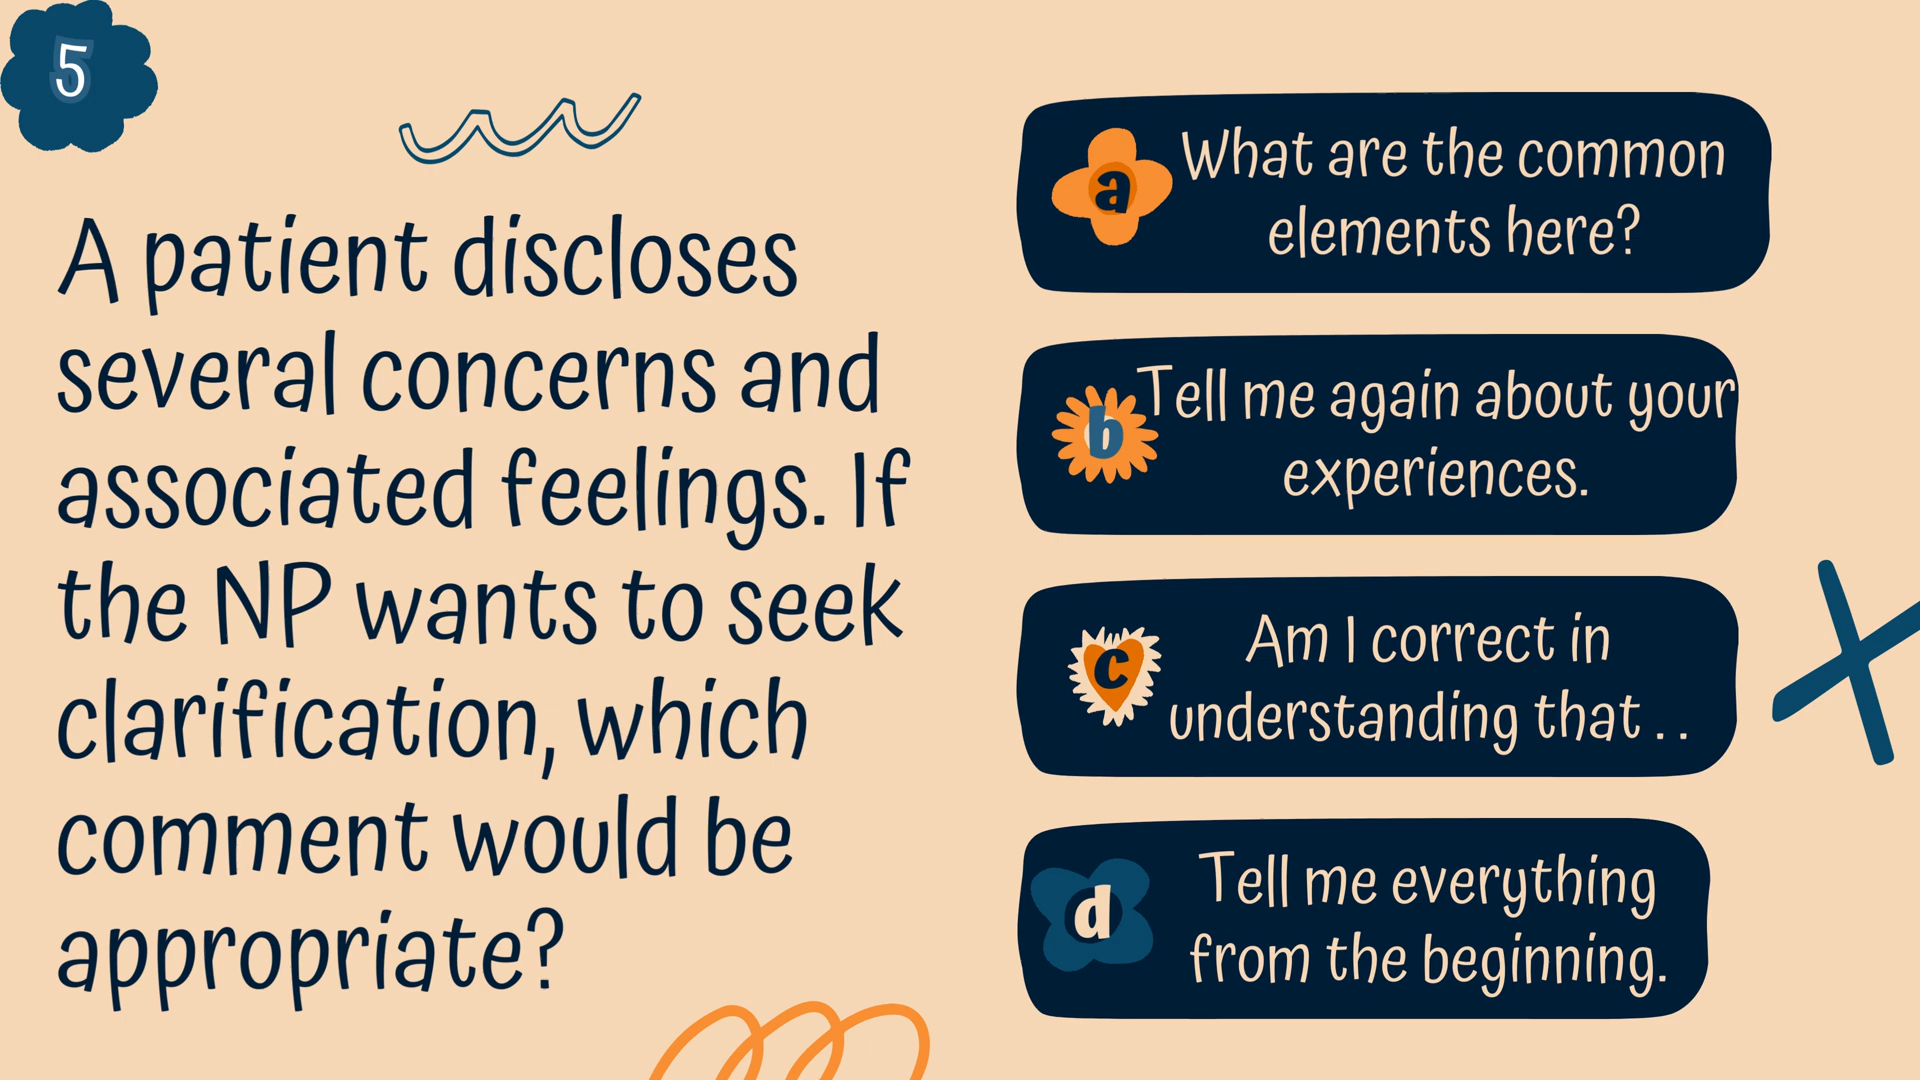 5
A patient discloses
several concerns and
associated feelings. If
the NP wants to seek
clarification, which
comment would be
appropriate?
a
What are the common
elements here?
b
Tell me again about your
experiences.
c
Am I correct in
understanding that . .
d
Tell me everything
from the beginning.